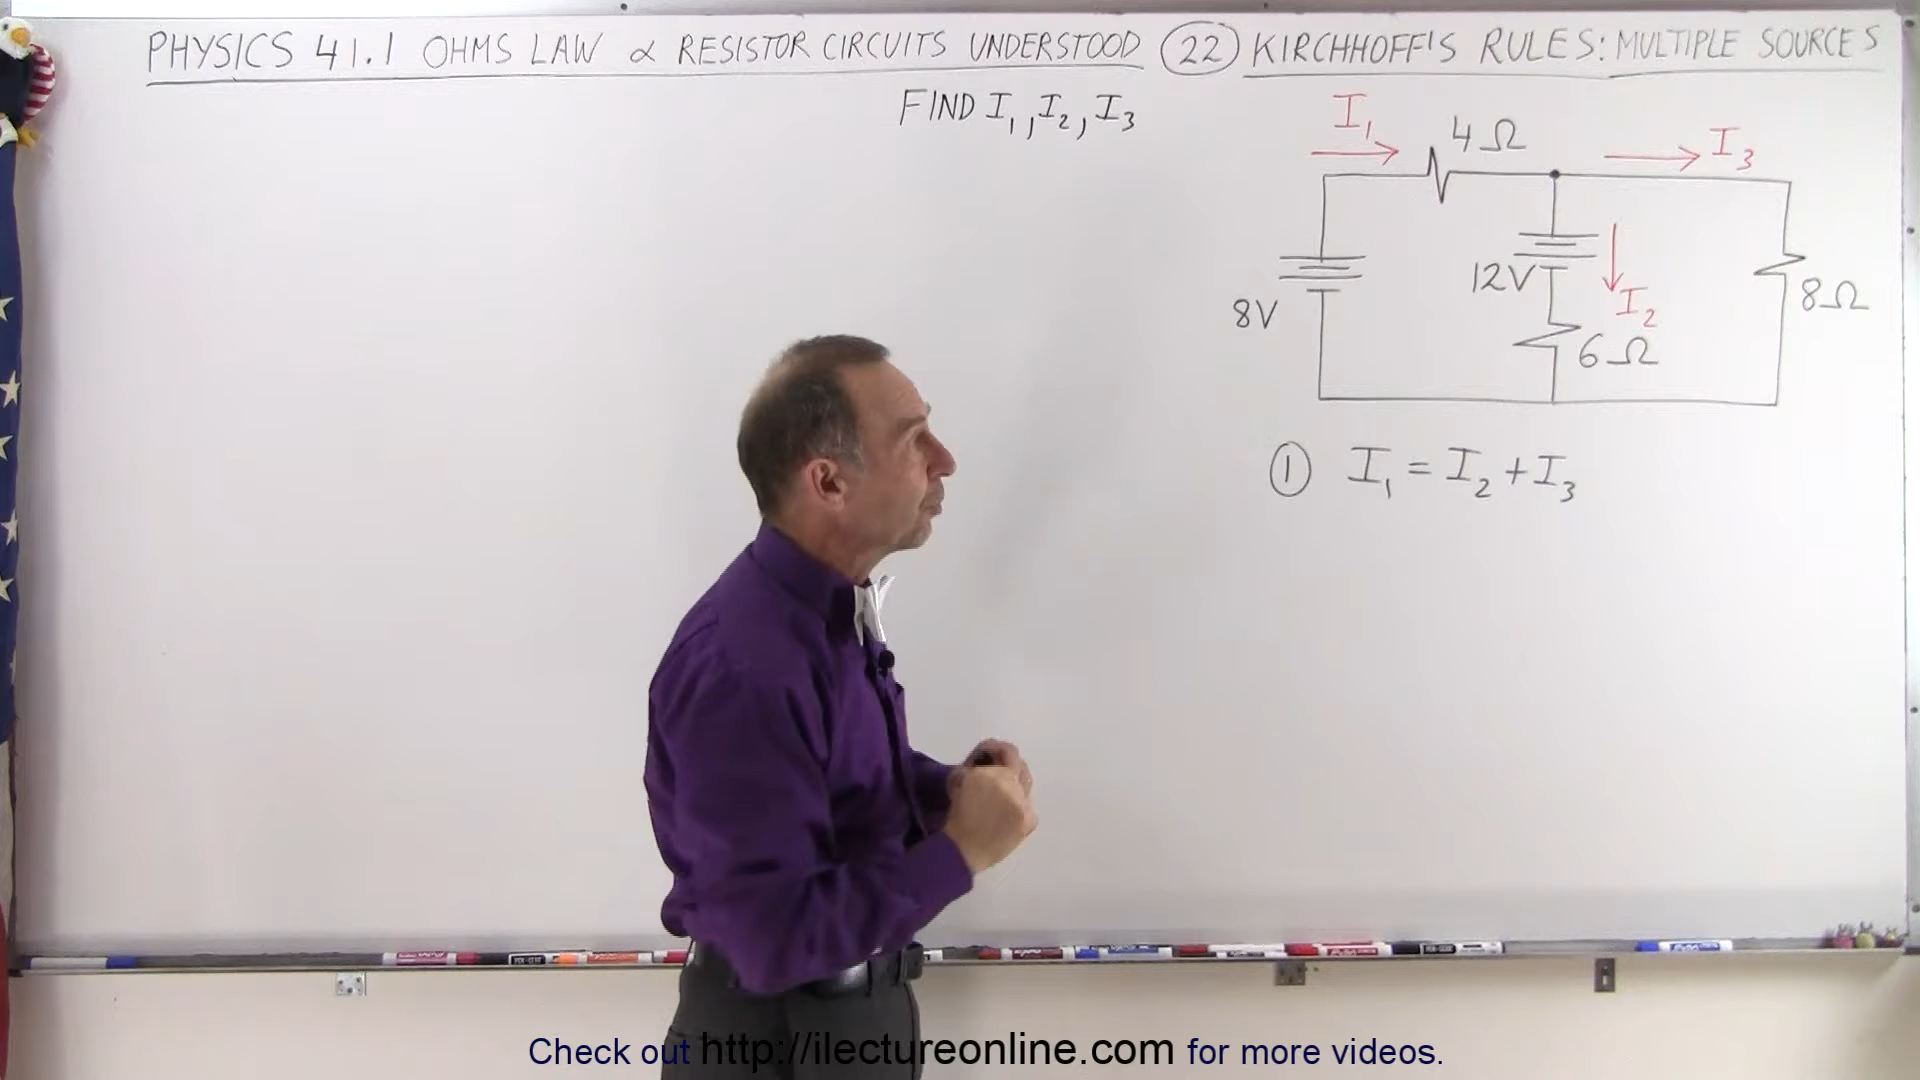 PHYSICS 41.1 OHMS LAW & RESISTOR CIRCUITS UNDERSTOOD 22 KIRCHHOFF'S RULES: MULTIPLE SOURCES
FIND I₁, I₂, I₃
I₁
4Ω
I₃
12V
I₂
8Ω
8V
6Ω
① I₁ = I₂ + I₃
Check out http://ilectureonline.com for more videos.